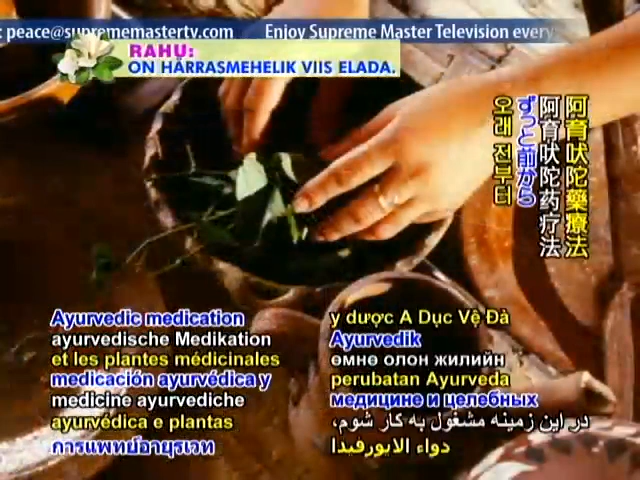 : peace@suprememastertv.com Enjoy Supreme Master Television every
RAHU:
ON HÄRRASMEHELIK VIIS ELADA.
阿育吠陀藥療法
阿育吠陀药疗法
ずっと前から
오래 전부터
Ayurvedic medication
ayurvedische Medikation
et les plantes médicinales
medicación ayurvédica y
medicine ayurvediche
ayurvédica e plantas
การแพทย์อายุรเวท
y dược A Dục Vệ Đà
Ayurvedik
өмнө олон жилийн
perubatan Ayurveda
медицине и целебных
در این زمینه مشغول به کار شوم،
دواء الايورفيدا